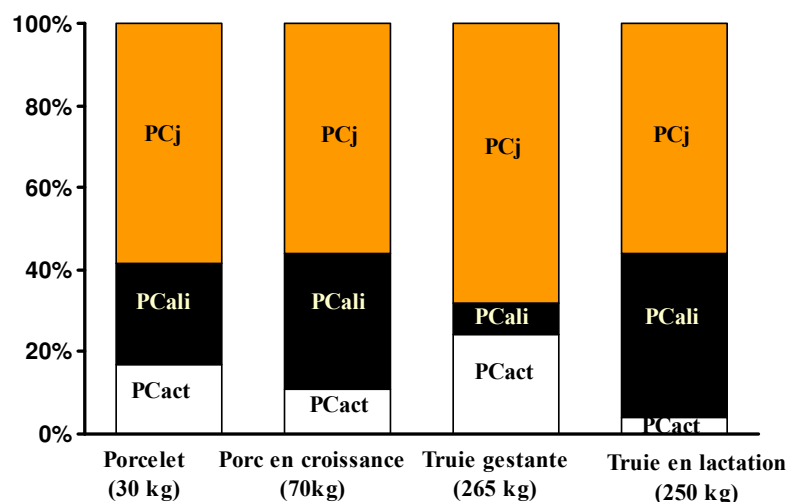 100%
80%
60%
40%
20%
0%
PCj
PCj
PCj
PCj
PCali
PCali
PCali
PCali
PCact
PCact
PCact
PCact
Porcelet
(30 kg)
Porc en croissance
(70kg)
Truie gestante
(265 kg)
Truie en lactation
(250 kg)